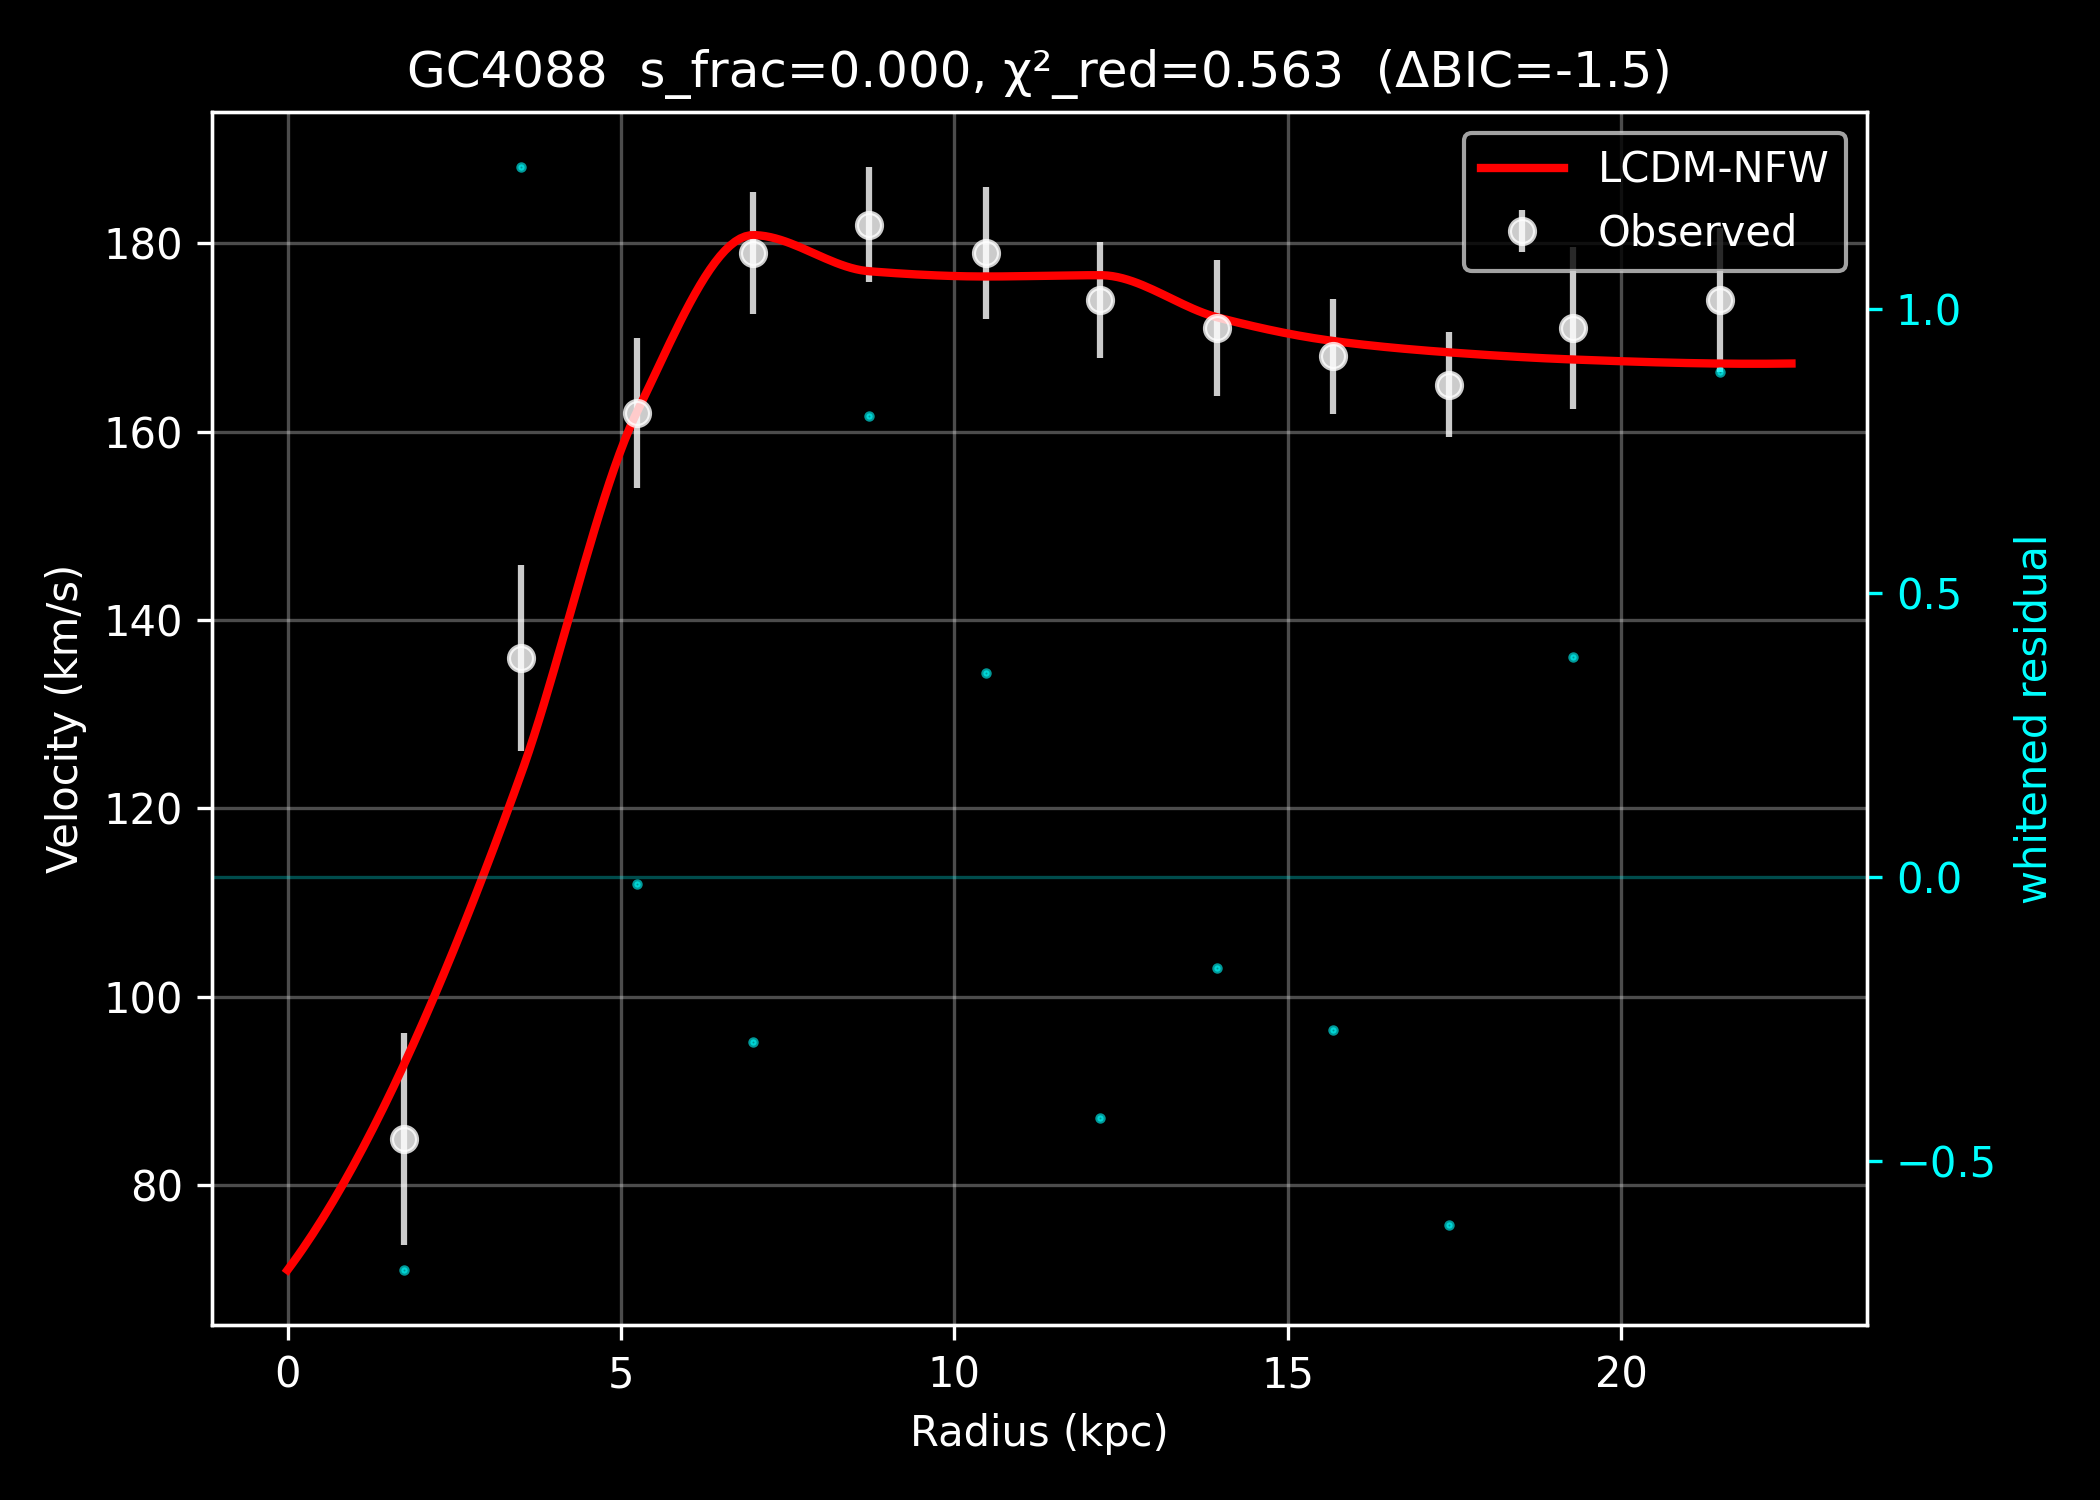 GC4088  s_frac=0.000, χ²_red=0.563  (ΔBIC=-1.5)
LCDM-NFW
Observed
180
160
140
120
100
80
Velocity (km/s)
1.0
0.5
0.0
−0.5
whitened residual
0
5
10
15
20
Radius (kpc)